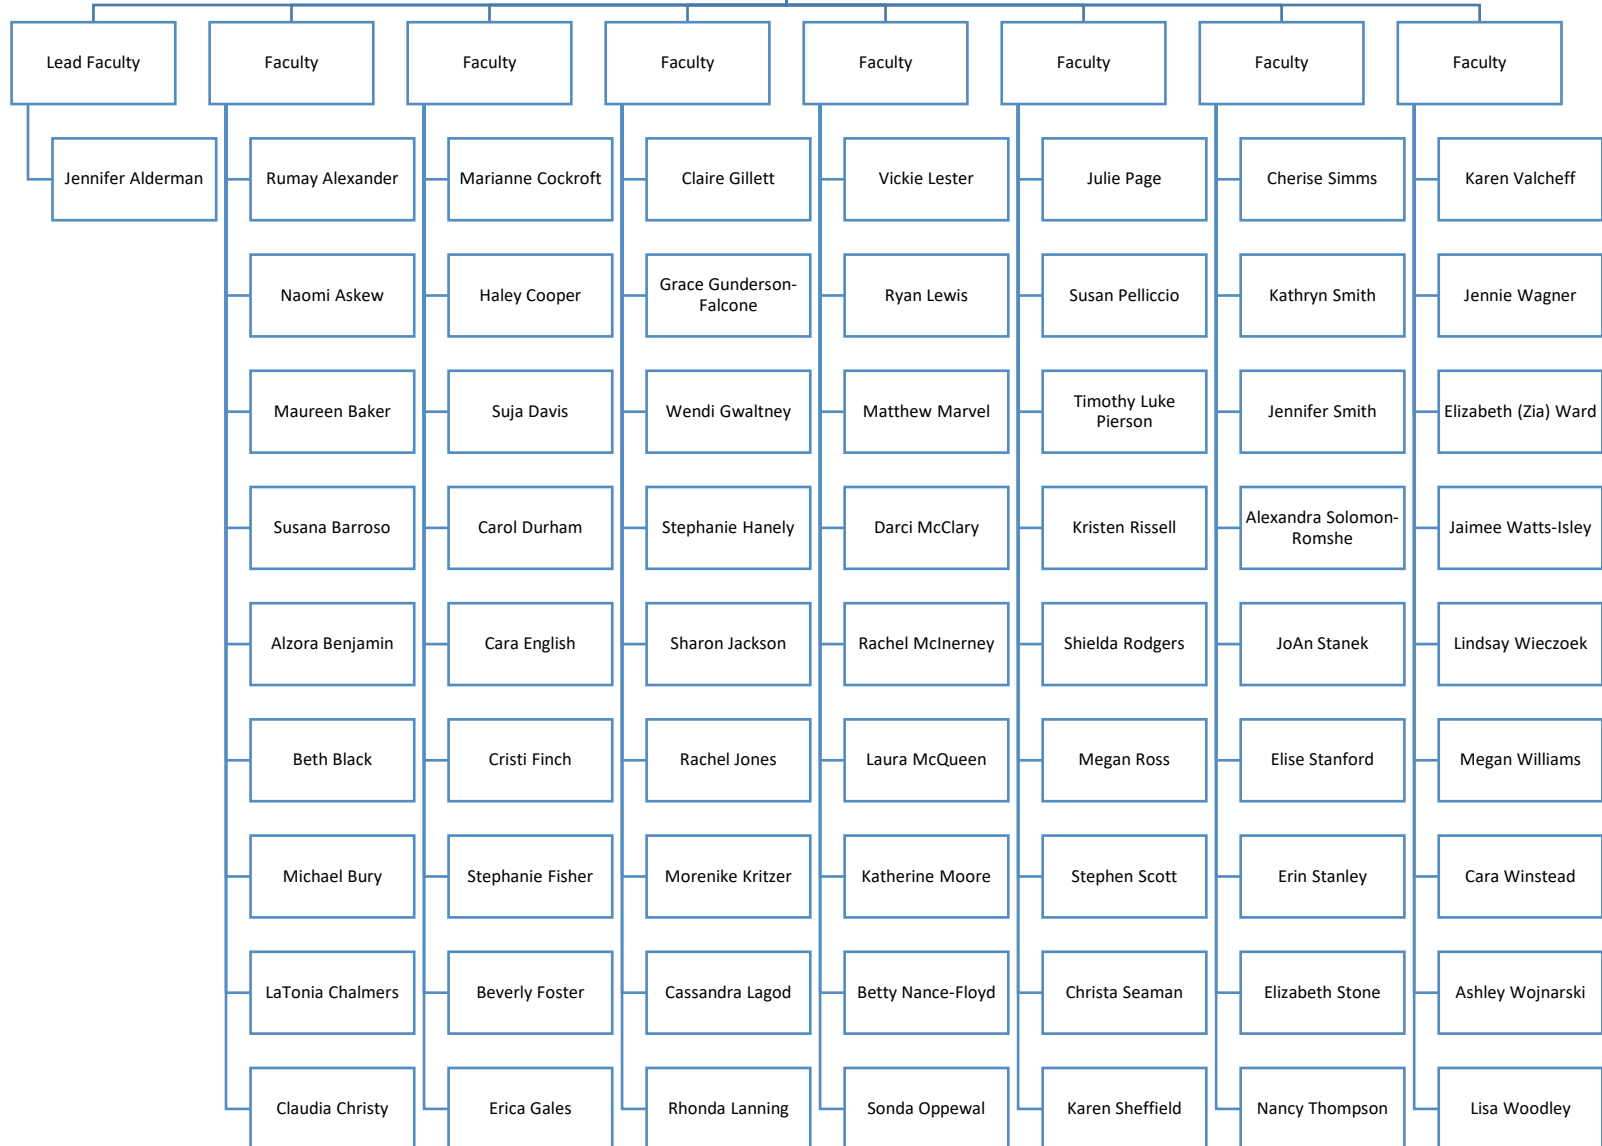 Lead Faculty
Faculty
Faculty
Faculty
Faculty
Faculty
Faculty
Faculty
Jennifer Alderman
Rumay Alexander
Naomi Askew
Maureen Baker
Susana Barroso
Alzora Benjamin
Beth Black
Michael Bury
LaTonia Chalmers
Claudia Christy
Marianne Cockroft
Haley Cooper
Suja Davis
Carol Durham
Cara English
Cristi Finch
Stephanie Fisher
Beverly Foster
Erica Gales
Claire Gillett
Grace Gunderson-
Falcone
Wendi Gwaltney
Stephanie Hanely
Sharon Jackson
Rachel Jones
Morenike Kritzer
Cassandra Lagod
Rhonda Lanning
Vickie Lester
Ryan Lewis
Matthew Marvel
Darci McClary
Rachel McInerney
Laura McQueen
Katherine Moore
Betty Nance-Floyd
Sonda Oppewal
Julie Page
Susan Pelliccio
Timothy Luke
Pierson
Kristen Rissell
Shielda Rodgers
Megan Ross
Stephen Scott
Christa Seaman
Karen Sheffield
Cherise Simms
Kathryn Smith
Jennifer Smith
Alexandra Solomon-
Romshe
JoAn Stanek
Elise Stanford
Erin Stanley
Elizabeth Stone
Nancy Thompson
Karen Valcheff
Jennie Wagner
Elizabeth (Zia) Ward
Jaimee Watts-Isley
Lindsay Wieczoek
Megan Williams
Cara Winstead
Ashley Wojnarski
Lisa Woodley